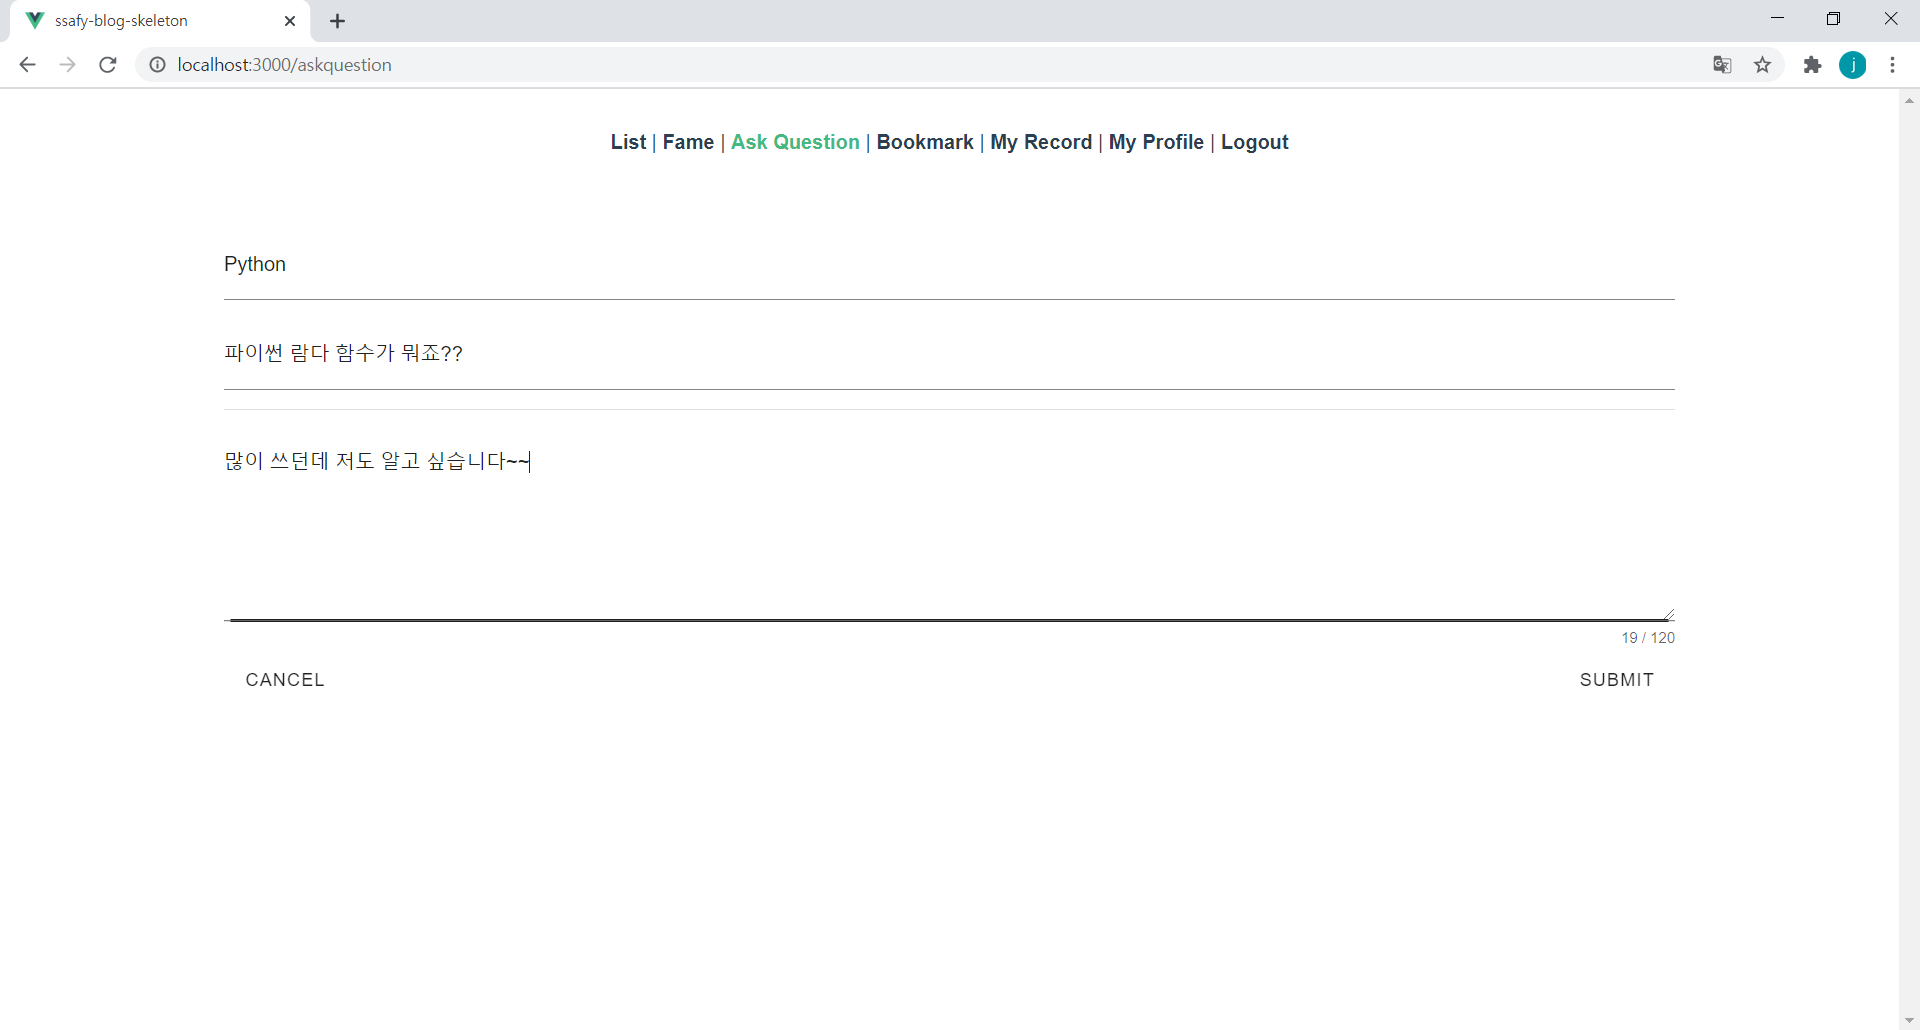 ssafy-blog-skeleton
localhost:3000/askquestion
j
List | Fame | Ask Question | Bookmark | My Record | My Profile | Logout
Python
파이썬 람다 함수가 뭐죠??
많이 쓰던데 저도 알고 싶습니다~~
19 / 120
CANCEL SUBMIT